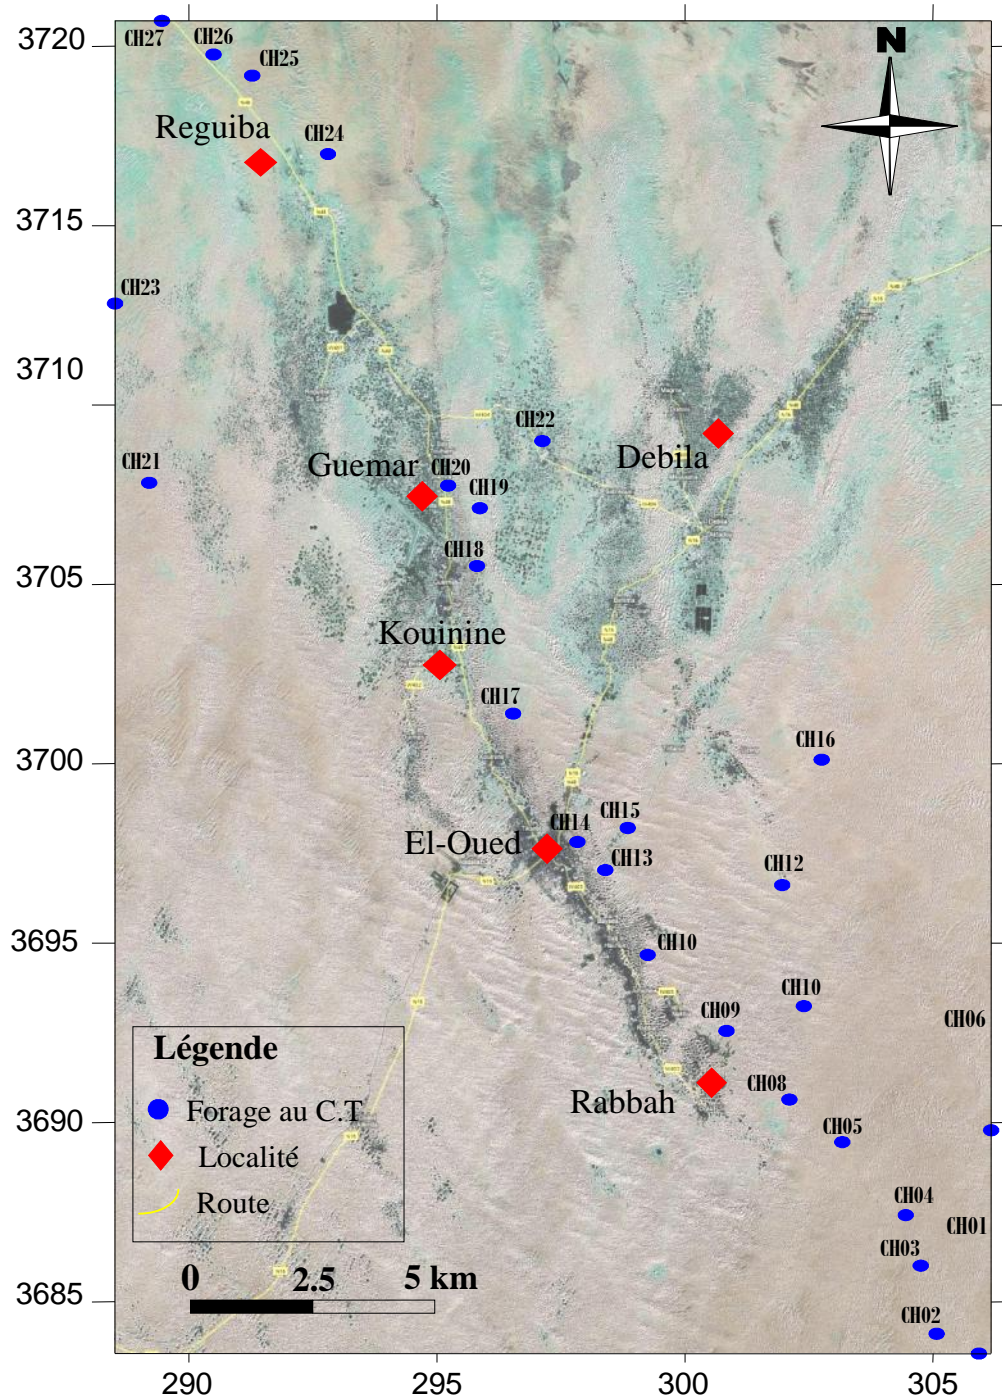 3720
CH27
CH26
CH25
N
Reguiba
CH24
3715
CH23
3710
CH22
CH21
Guemar
CH20
CH19
Debila
CH18
3705
Kouinine
CH17
CH16
3700
El-Oued
CH14
CH15
CH13
CH12
3695
CH10
CH10
CH09
CH06
Légende
Forage au C.T
Localité
Route
Rabbah
CH08
3690
CH05
CH04
CH01
CH03
0 2.5 5 km
3685
CH02
290 295 300 305